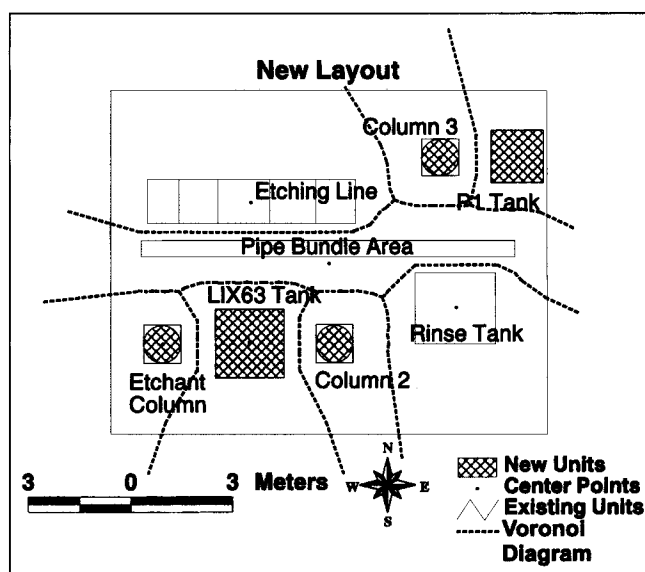 New Layout
Column 3
Etching Line
R1 Tank
Pipe Bundle Area
LIX63 Tank
Rinse Tank
Etchant
Column
Column 2
3 0 3 Meters
N
W E
S
New Units
Center Points
Existing Units
Voronoi
Diagram